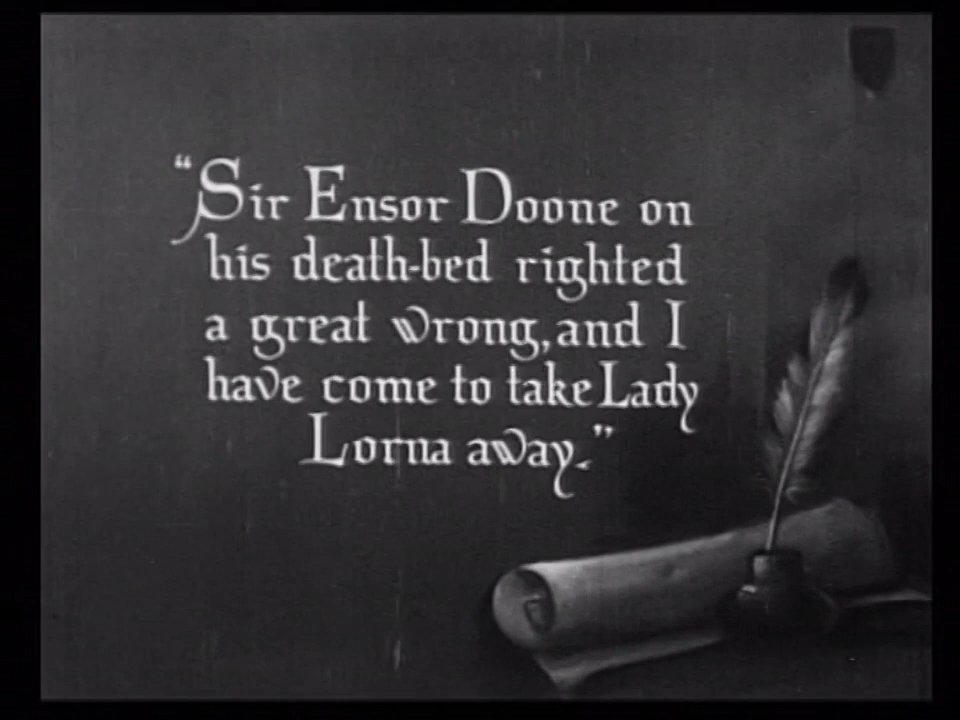 “Sir Ensor Doone on
his death-bed righted
a great wrong, and I
have come to take Lady
Lorna away.”